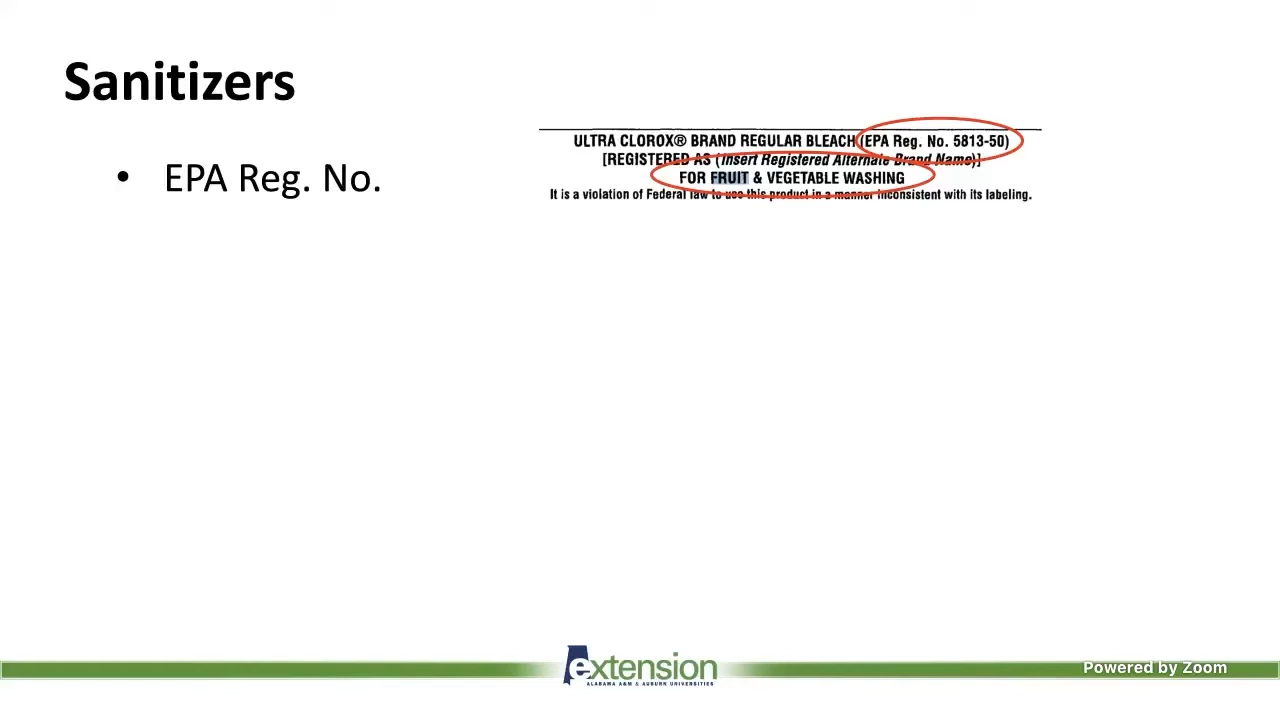 Sanitizers
• EPA Reg. No.
ULTRA CLOROX® BRAND REGULAR BLEACH (EPA Reg. No. 5813-50)
[REGISTERED AS (Insert Registered Alternate Brand Name)]
FOR FRUIT & VEGETABLE WASHING
It is a violation of Federal law to use this product in a manner inconsistent with its labeling.
extension
ALABAMA A&M & AUBURN UNIVERSITIES
Powered by Zoom